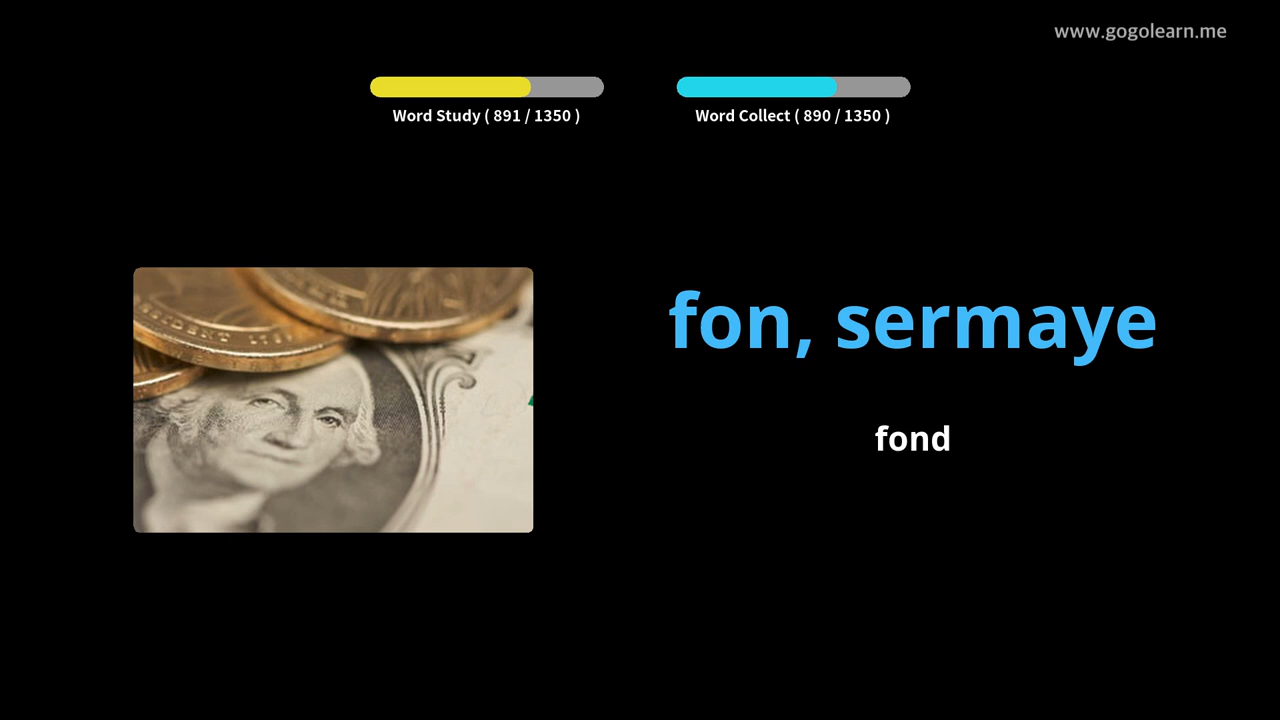 www.gogolearn.me
Word Study ( 891 / 1350 )
Word Collect ( 890 / 1350 )
fon, sermaye
fond